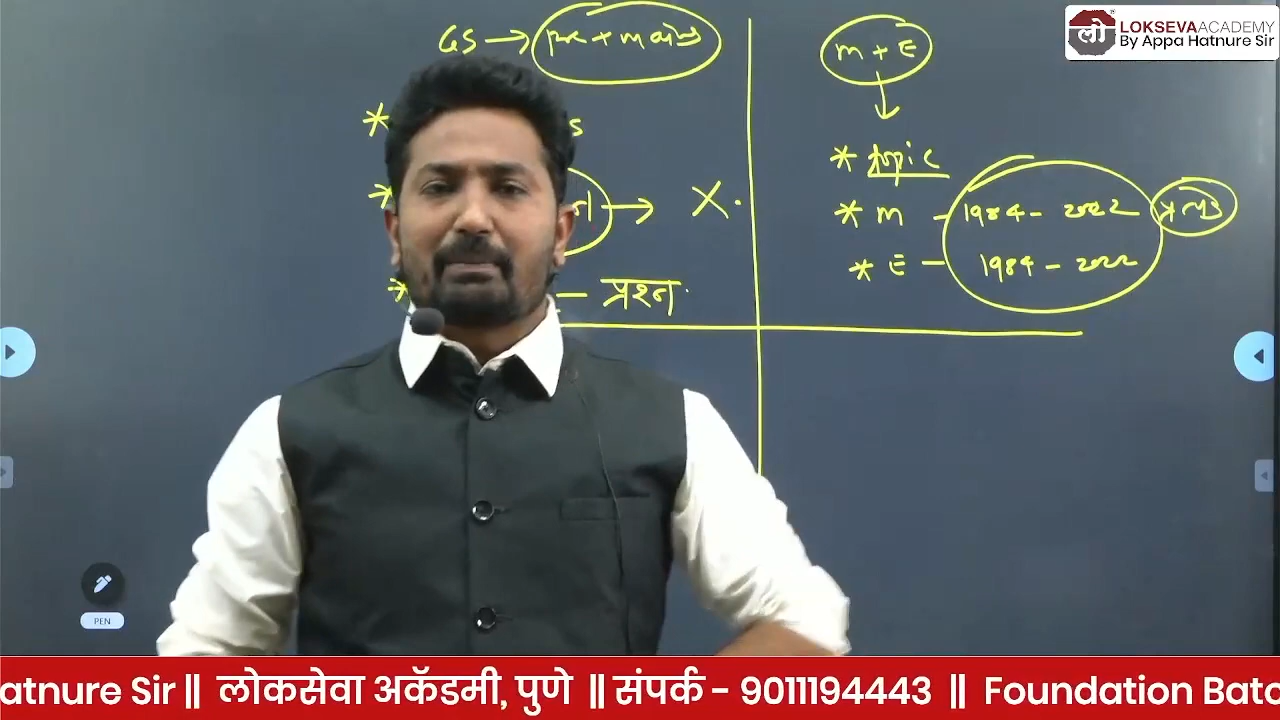 LOKSEVA ACADEMY
लो By Appa Hatnure Sir
GS → pre + mains
m + E
* topic
* m - 1984 - 2022
* E - 1984 - 2022
→ X.
- प्रश्न
PEN
atnure Sir || लोकसेवा अकॅडमी, पुणे || संपर्क - 9011194443 || Foundation Batc